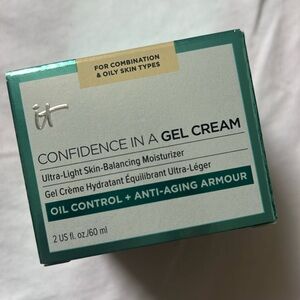 FOR COMBINATION
& OILY SKIN TYPES
it
CONFIDENCE IN A GEL CREAM
Ultra-Light Skin-Balancing Moisturizer
Gel Crème Hydratant Équilibrant Ultra-Léger
OIL CONTROL + ANTI-AGING ARMOUR
2 US fl. oz./60 ml